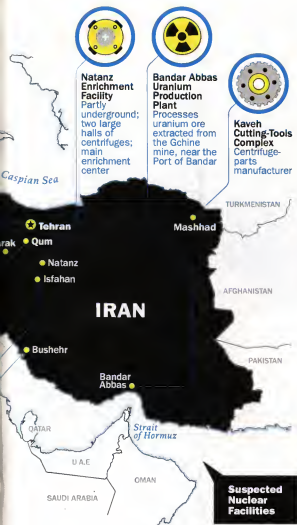 Natanz
Enrichment
Facility
Partly
underground;
two large
halls of
centrifuges;
main
enrichment
center
Bandar Abbas
Uranium
Production
Plant
Processes
uranium ore
extracted from
the Gchine
mine, near the
Port of Bandar
Kaveh
Cutting-Tools
Complex
Centrifuge-
parts
manufacturer
Caspian Sea
TURKMENISTAN
Tehran
Mashhad
rak
Qum
Natanz
Isfahan
AFGHANISTAN
IRAN
PAKISTAN
Bushehr
Bandar
Abbas
QATAR
Strait
of Hormuz
U A.E
OMAN
SAUDI ARABIA
Suspected
Nuclear
Facilities